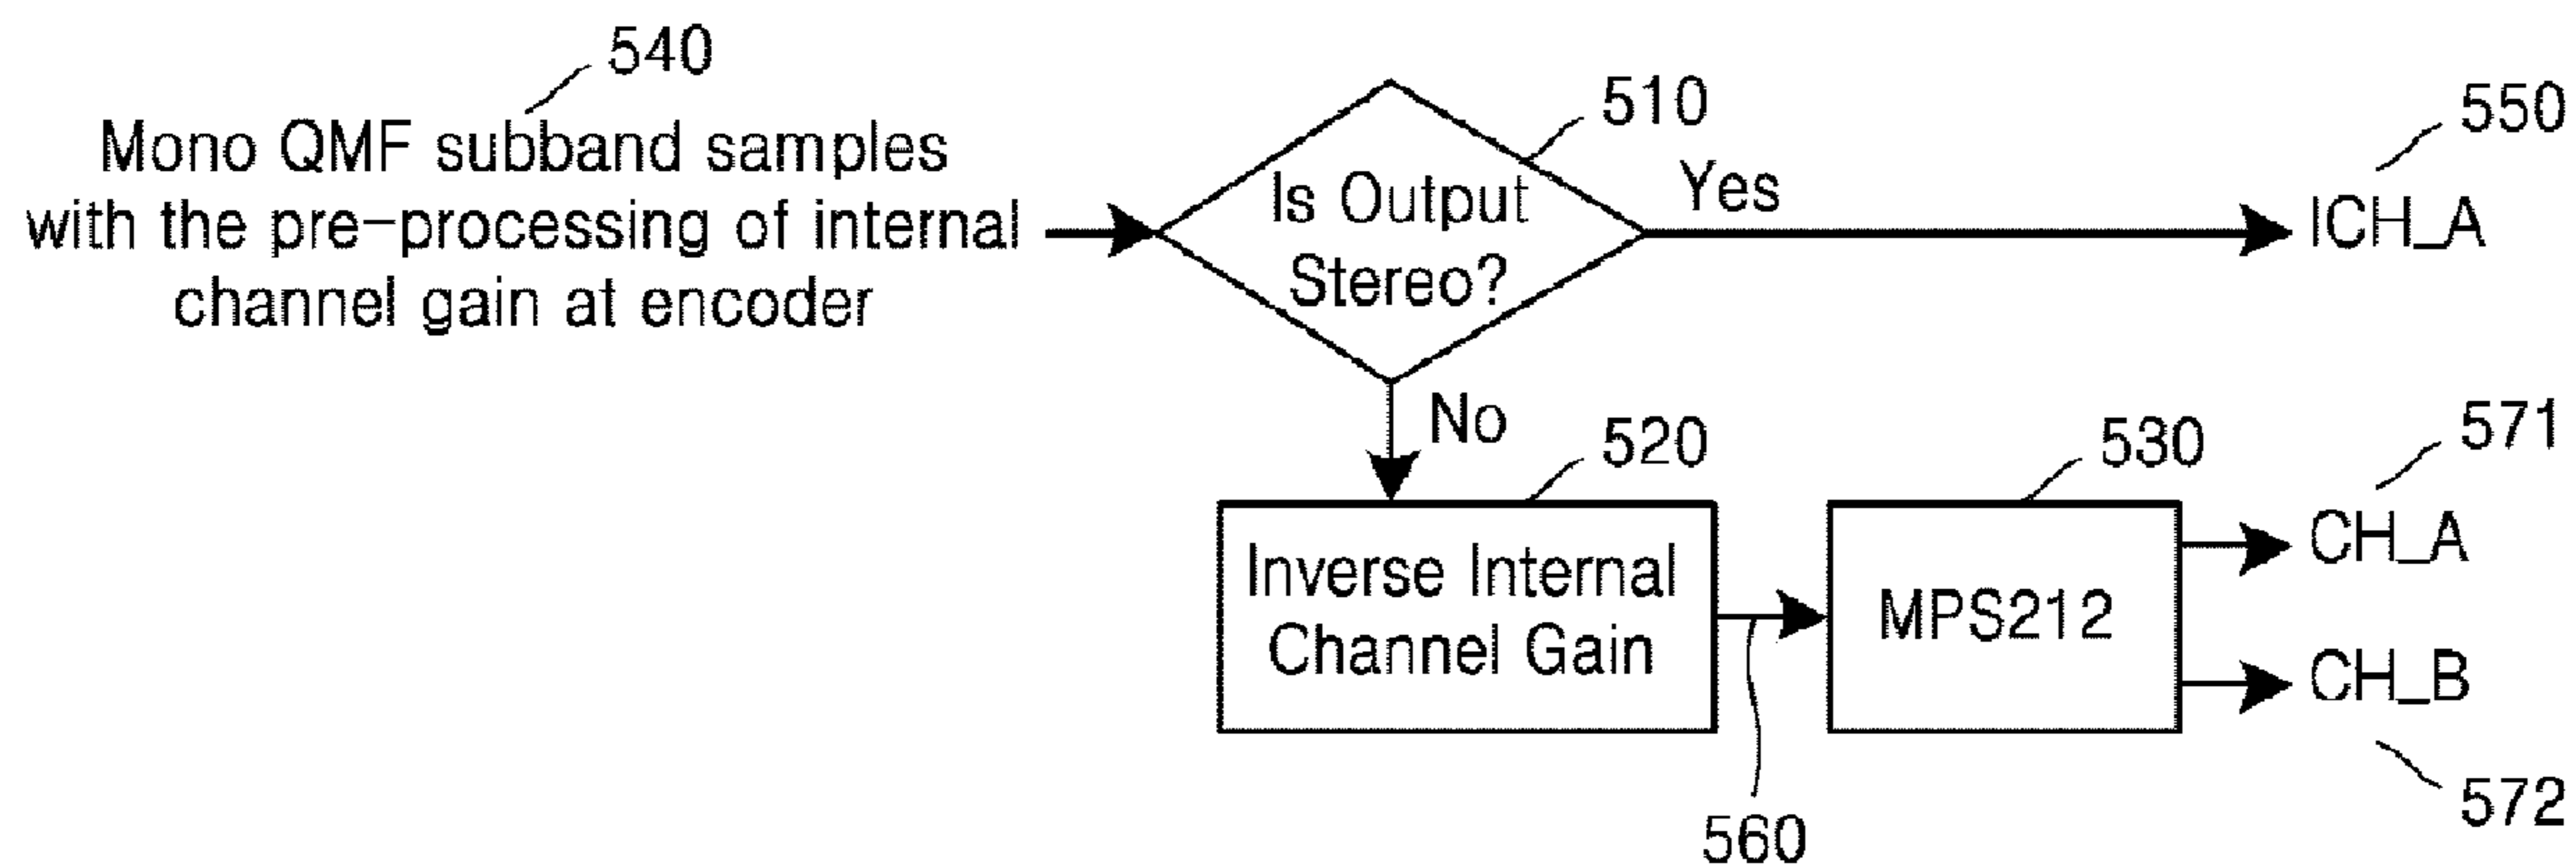 540
Mono QMF subband samples
with the pre-processing of internal
channel gain at encoder
510
Is Output
Stereo?
Yes
550
ICH_A
No
520
Inverse Internal
Channel Gain
560
530
MPS212
571
CH_A
CH_B
572